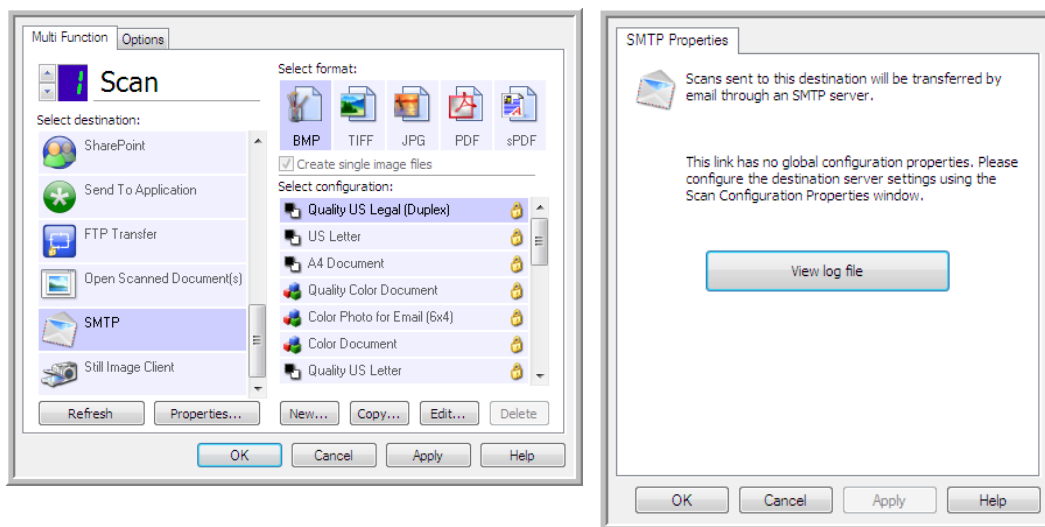 Multi Function
Options
1
Scan
Select destination:
SharePoint
Send To Application
FTP Transfer
Open Scanned Document(s)
SMTP
Still Image Client
Refresh
Properties...
Select format:
BMP
TIFF
JPG
PDF
sPDF
Create single image files
Select configuration:
Quality US Legal (Duplex)
US Letter
A4 Document
Quality Color Document
Color Photo for Email (6x4)
Color Document
Quality US Letter
New...
Copy...
Edit...
Delete
OK
Cancel
Apply
Help
SMTP Properties
Scans sent to this destination will be transferred by
email through an SMTP server.
This link has no global configuration properties. Please
configure the destination server settings using the
Scan Configuration Properties window.
View log file
OK
Cancel
Apply
Help